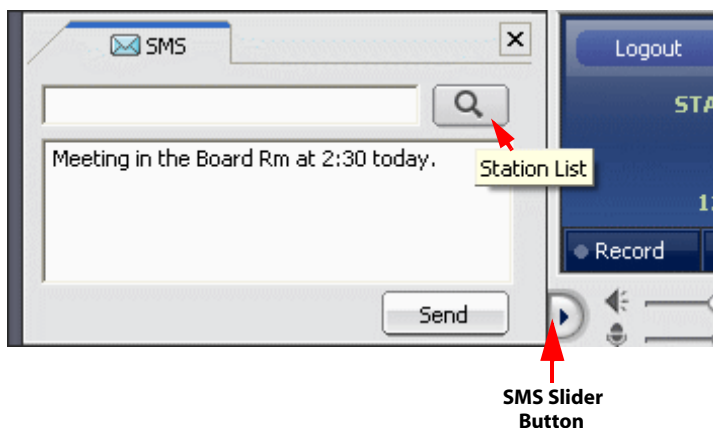 SMS
Logout
STA
Meeting in the Board Rm at 2:30 today.
Station List
Record
Send
SMS Slider
Button